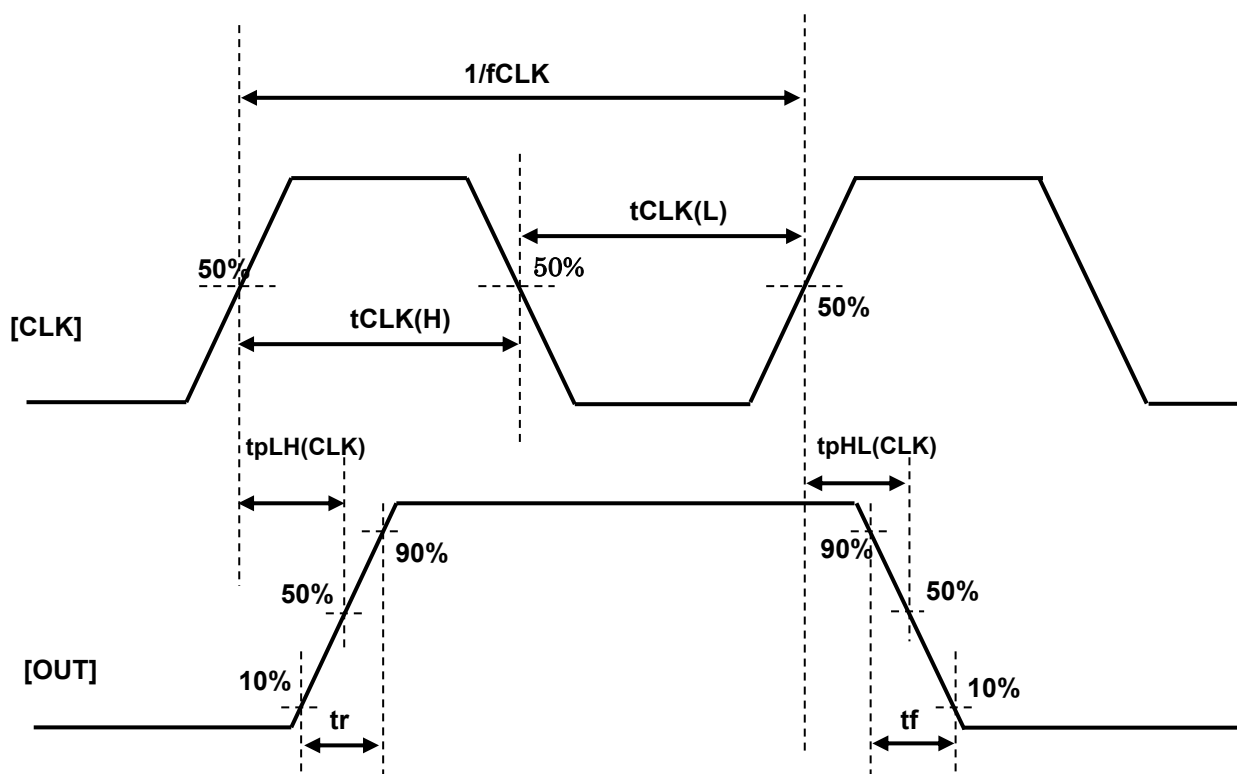 1/fCLK
tCLK(L)
50%
50%
50%
tCLK(H)
[CLK]
tpLH(CLK)
tpHL(CLK)
90%
90%
50%
50%
[OUT]
10%
10%
tr
tf